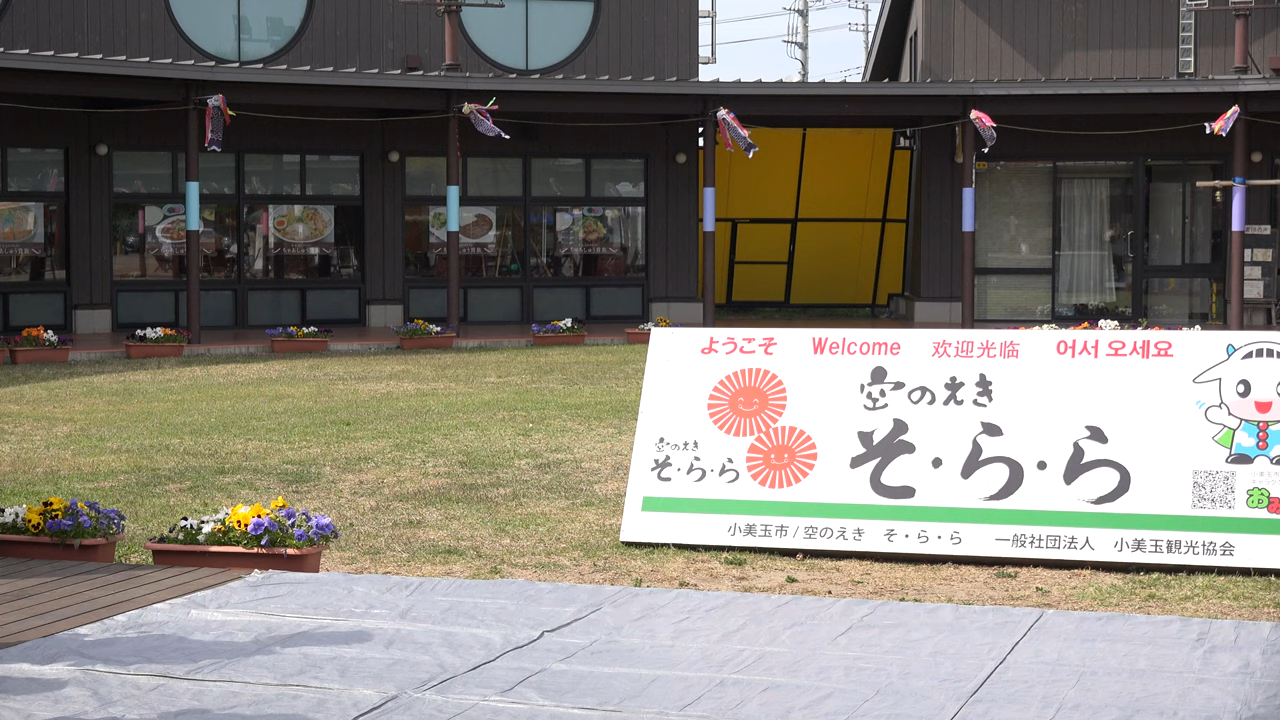 ようこそ Welcome 欢迎光临 어서 오세요
空のえき
そ・ら・ら
空のえき
そ・ら・ら
小美玉市 / 空のえき そ・ら・ら 一般社団法人 小美玉観光協会